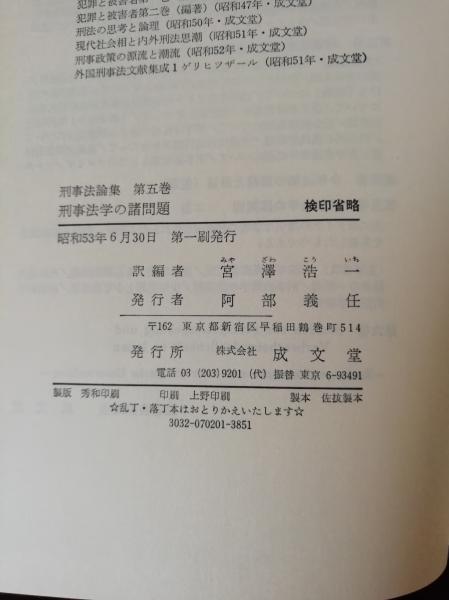 犯罪と被害者第二巻（編著）（昭和47年・成文堂）
刑法の思考と論理（昭和50年・成文堂）
現代社会相と内外刑法思潮（昭和51年・成文堂）
刑事政策の源流と潮流（昭和52年・成文堂）
外国刑事法文献集成1ゲリヒツザール（昭和51年・成文堂）
刑事法論集 第五巻
刑事法学の諸問題 検印省略
昭和53年6月30日 第一刷発行
みや ざわ こう いち
訳編者 宮澤浩一
発行者 阿部義任
〒162 東京都新宿区早稲田鶴巻町514
発行所 株式会社 成文堂
電話 03 (203) 9201 (代) 振替 東京 6-93491
製版 秀和印刷 印刷 上野印刷 製本 佐抜製本
☆乱丁・落丁本はおとりかえいたします☆
3032-070201-3851